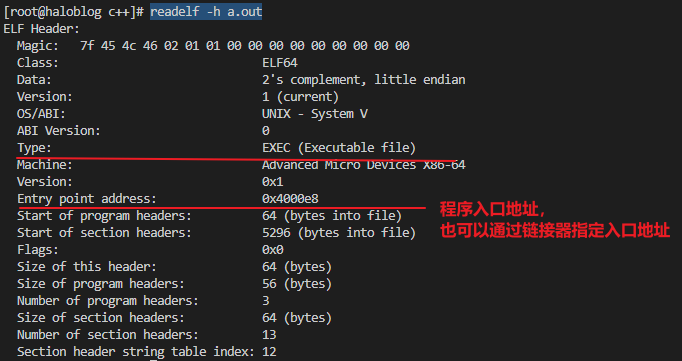 [root@haloblog c++]# readelf -h a.out
ELF Header:
  Magic:   7f 45 4c 46 02 01 01 00 00 00 00 00 00 00 00 00
  Class:                             ELF64
  Data:                              2's complement, little endian
  Version:                           1 (current)
  OS/ABI:                            UNIX - System V
  ABI Version:                       0
  Type:                              EXEC (Executable file)
  Machine:                           Advanced Micro Devices X86-64
  Version:                           0x1
  Entry point address:               0x4000e8
程序入口地址，
  Start of program headers:          64 (bytes into file)
  Start of section headers:          5296 (bytes into file)
也可以通过链接器指定入口地址
  Flags:                             0x0
  Size of this header:               64 (bytes)
  Size of program headers:           56 (bytes)
  Number of program headers:         3
  Size of section headers:           64 (bytes)
  Number of section headers:         13
  Section header string table index: 12